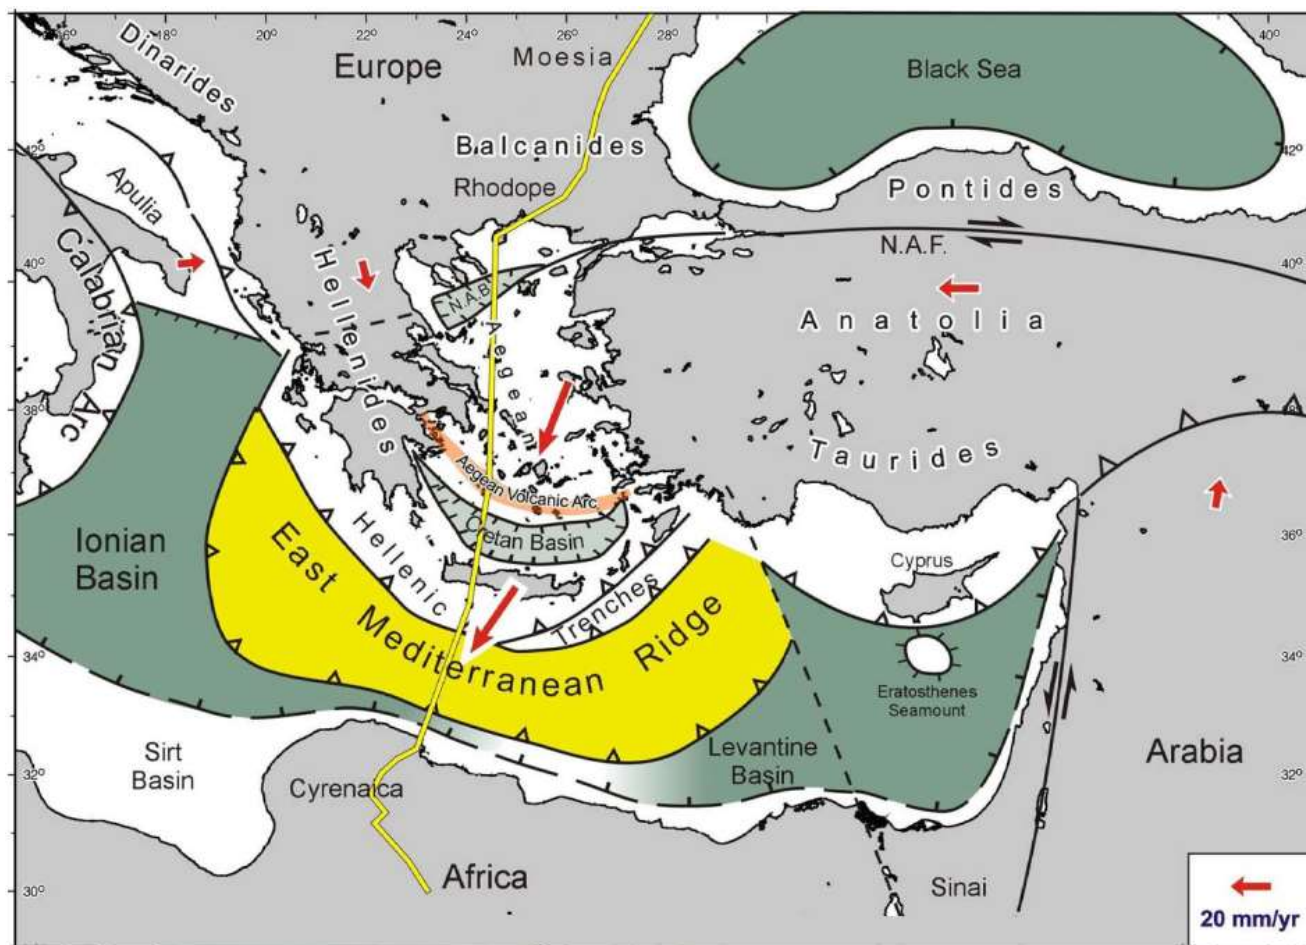 16°
20°
22°
24°
26°
28°
40°
Dinarides
Europe
Moesia
Black Sea
42°
Balcanides
42°
Apulia
Rhodope
Pontides
Calabrian
Arc
Hellenides
N.A.F.
40°
40°
N.A.B.
Aegean
Anatolia
38°
38°
Taurides
Aegean Volcanic Arc
Cretan Basin
Ionian
Basin
36°
Hellenic
Trenches
Cyprus
East Mediterranean Ridge
34°
34°
Eratosthenes
Seamount
Sirt
Basin
Levantine
Basin
Arabia
32°
32°
Cyrenaica
Africa
Sinai
30°
20 mm/yr